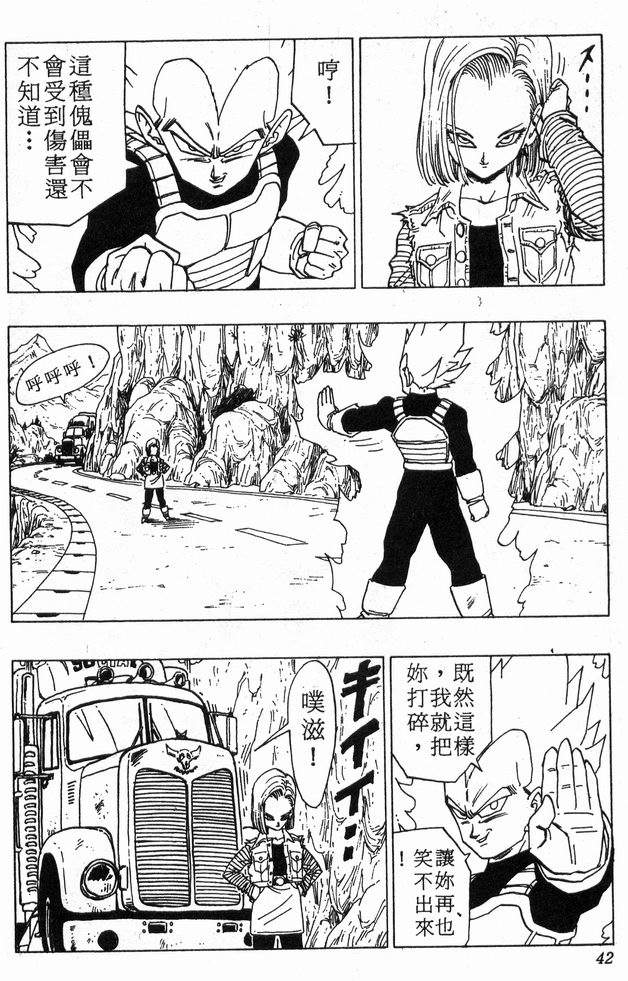 ス…
哼！
這種傀儡會不
會受到傷害還
不知道…
呼呼呼！
既然這樣
，我就把
妳打碎，
讓妳再也
笑不出來
！
キイイイ…
噗滋！
42